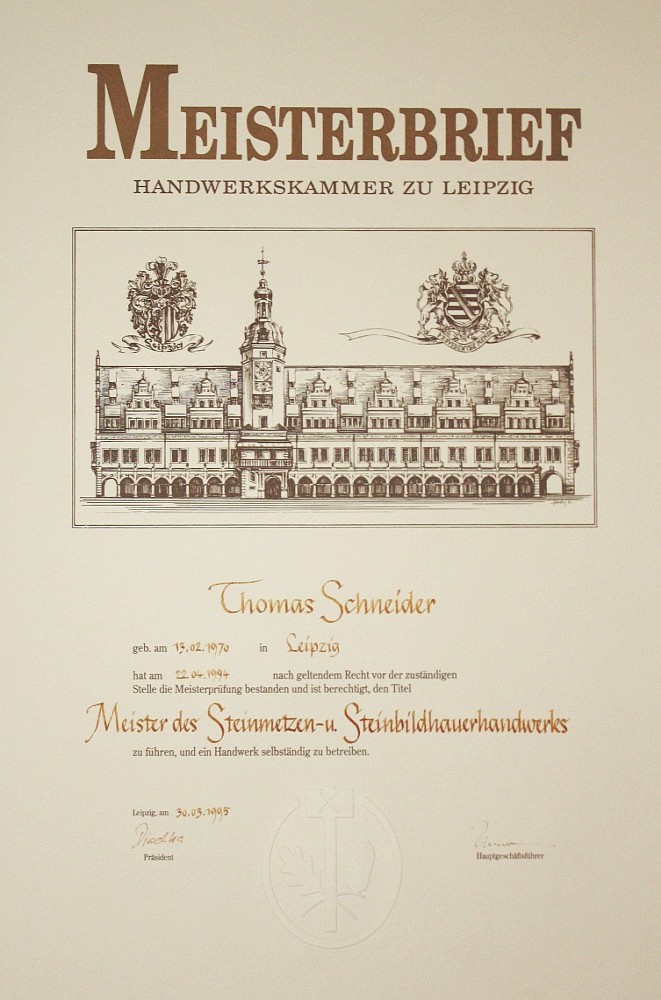 MEISTERBRIEF
HANDWERKSKAMMER ZU LEIPZIG
Leipzig
Thomas Schneider
geb. am 13.02.1970 in Leipzig
hat am 22.04.1994 nach geltendem Recht vor der zuständigen
Stelle die Meisterprüfung bestanden und ist berechtigt, den Titel
Meister des Steinmetzen-u. Steinbildhauerhandwerks
zu führen, und ein Handwerk selbständig zu betreiben.
Leipzig, am 30.03.1995
Präsident
Hauptgeschäftsführer